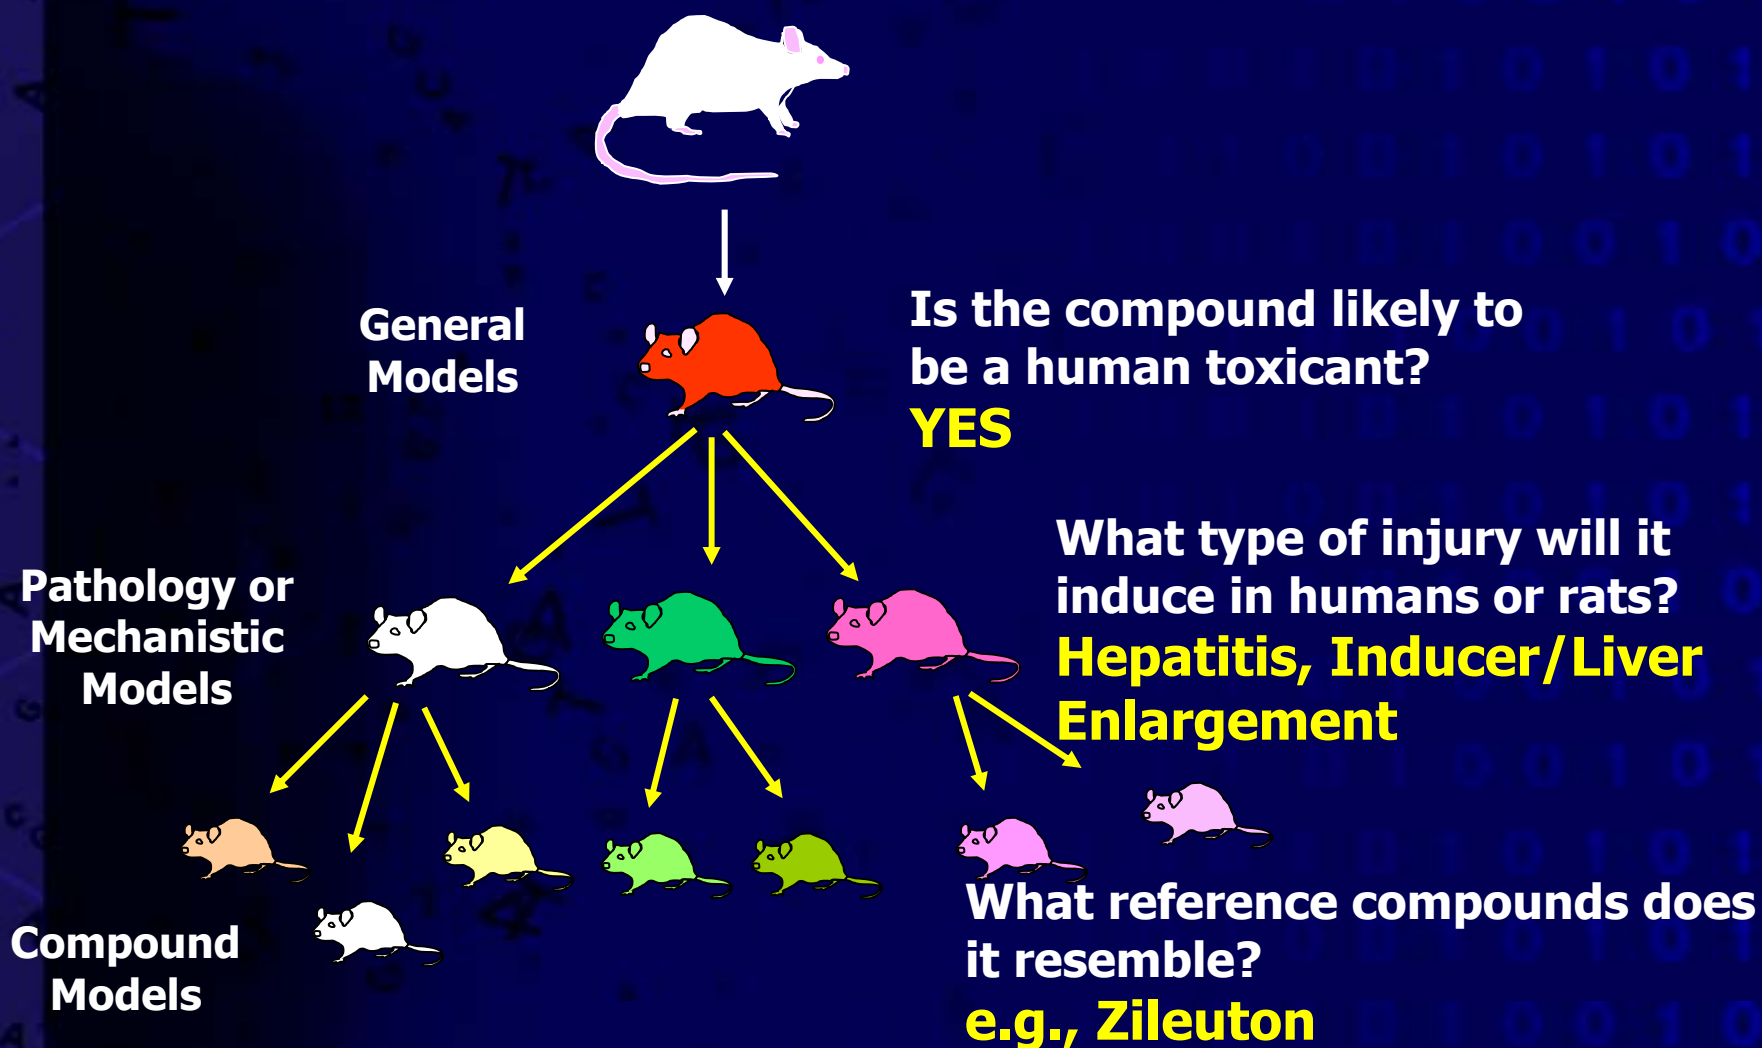 General
Models
Is the compound likely to
be a human toxicant?
YES
Pathology or
Mechanistic
Models
What type of injury will it
induce in humans or rats?
Hepatitis, Inducer/Liver
Enlargement
Compound
Models
What reference compounds does
it resemble?
e.g., Zileuton